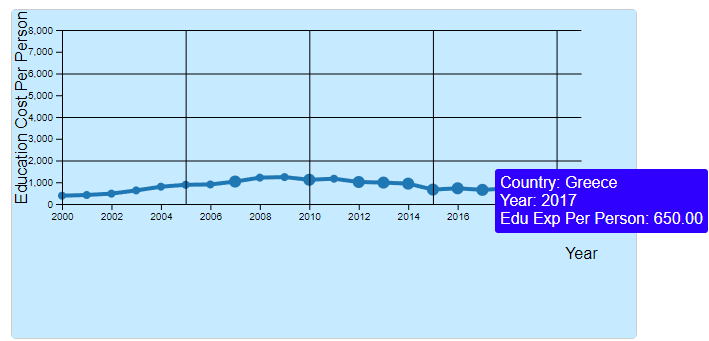 Education Cost Per Person
8,000
7,000
6,000
5,000
4,000
3,000
2,000
1,000
0
2000 2002 2004 2006 2008 2010 2012 2014 2016
Country: Greece
Year: 2017
Edu Exp Per Person: 650.00
Year